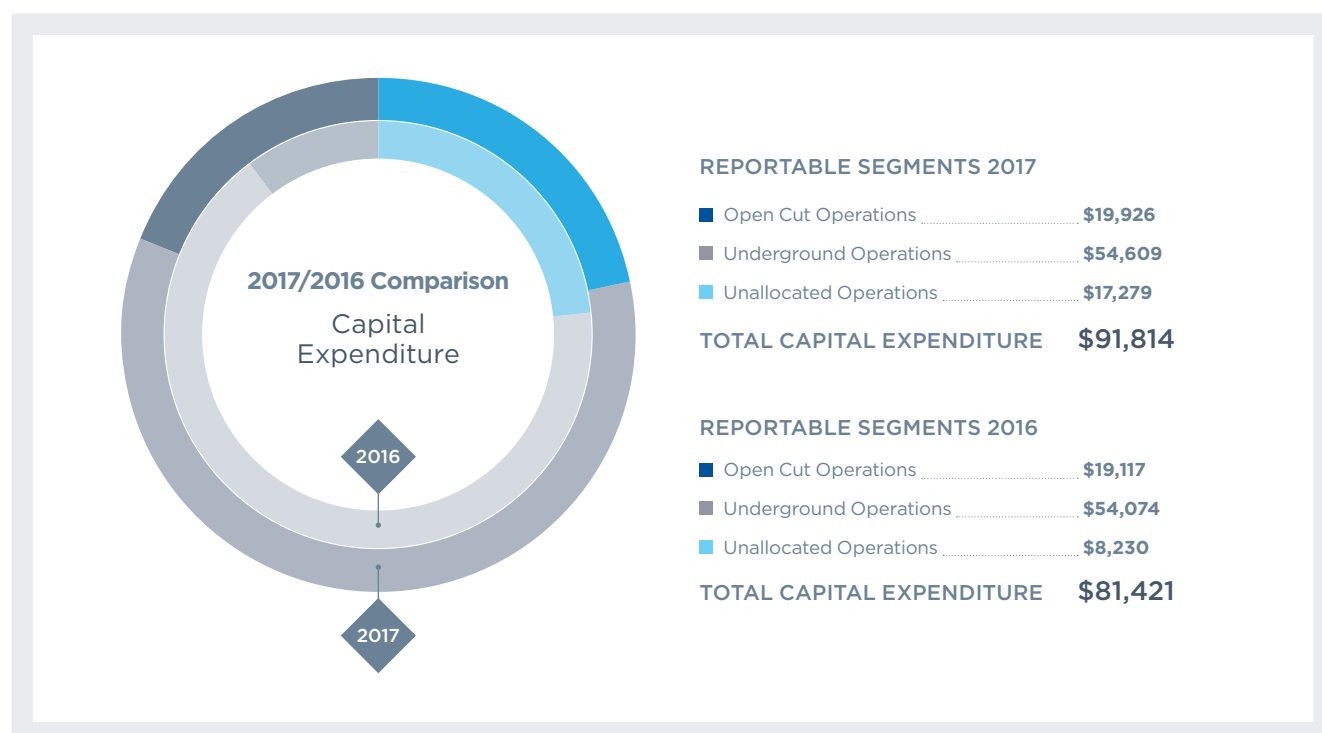 2017/2016 Comparison
Capital
Expenditure
2016
2017
REPORTABLE SEGMENTS 2017
Open Cut Operations $19,926
Underground Operations $54,609
Unallocated Operations $17,279
TOTAL CAPITAL EXPENDITURE $91,814
REPORTABLE SEGMENTS 2016
Open Cut Operations $19,117
Underground Operations $54,074
Unallocated Operations $8,230
TOTAL CAPITAL EXPENDITURE $81,421